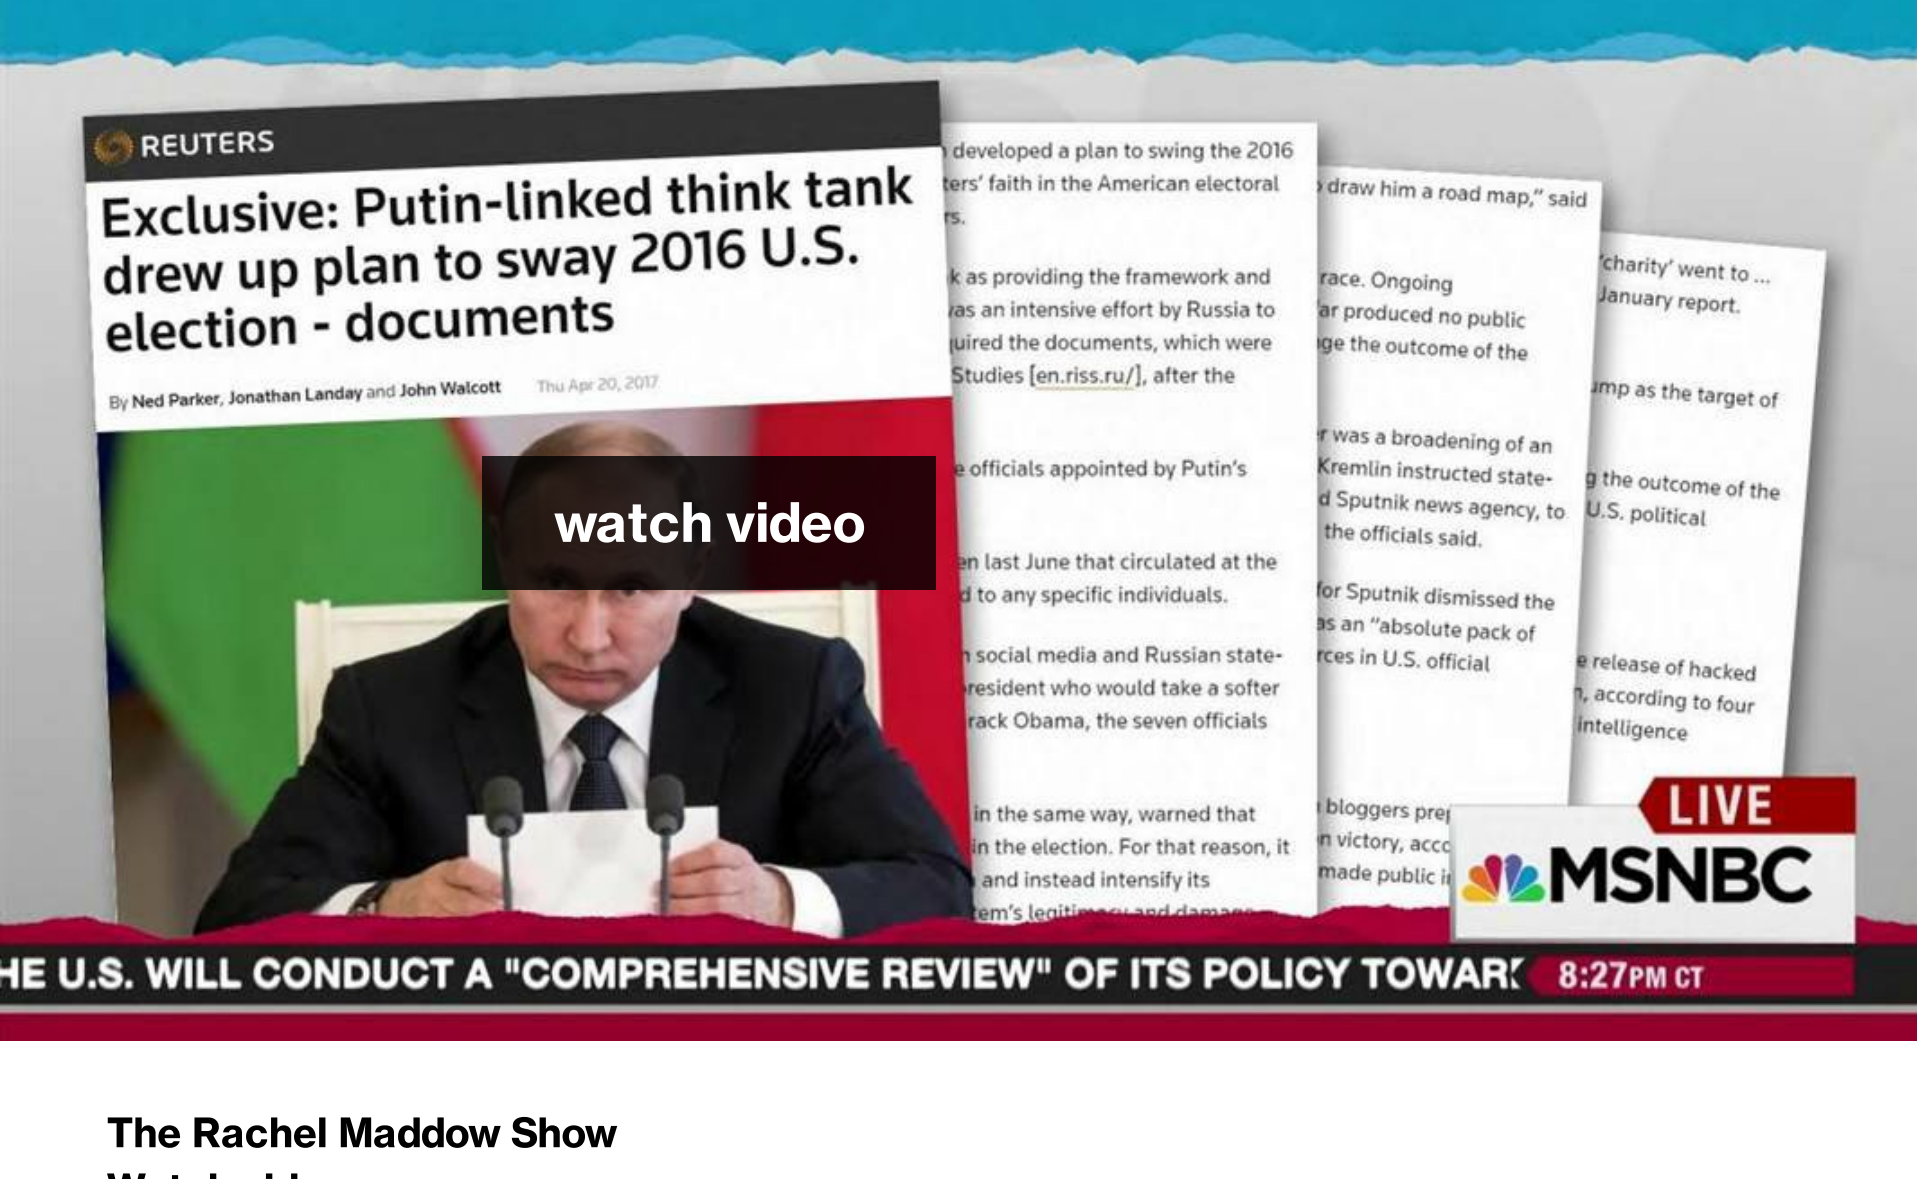 REUTERS
Exclusive: Putin-linked think tank
drew up plan to sway 2016 U.S.
election - documents
By Ned Parker, Jonathan Landay and John Walcott Thu Apr 20, 2017
watch video
developed a plan to swing the 2016
ters' faith in the American electoral
rs.
k as providing the framework and
was an intensive effort by Russia to
quired the documents, which were
Studies [en.riss.ru/], after the
e officials appointed by Putin's
en last June that circulated at the
d to any specific individuals.
social media and Russian state-
resident who would take a softer
rack Obama, the seven officials
in the same way, warned that
in the election. For that reason, it
and instead intensify its
tem's legitimacy and damage
draw him a road map," said
race. Ongoing
ar produced no public
ge the outcome of the
r was a broadening of an
Kremlin instructed state-
d Sputnik news agency, to
the officials said.
for Sputnik dismissed the
as an "absolute pack of
rces in U.S. official
bloggers prep
n victory, acco
made public i
'charity' went to ...
January report.
ump as the target of
g the outcome of the
U.S. political
e release of hacked
n, according to four
intelligence
LIVE
MSNBC
HE U.S. WILL CONDUCT A "COMPREHENSIVE REVIEW" OF ITS POLICY TOWAR
8:27PM CT
The Rachel Maddow Show